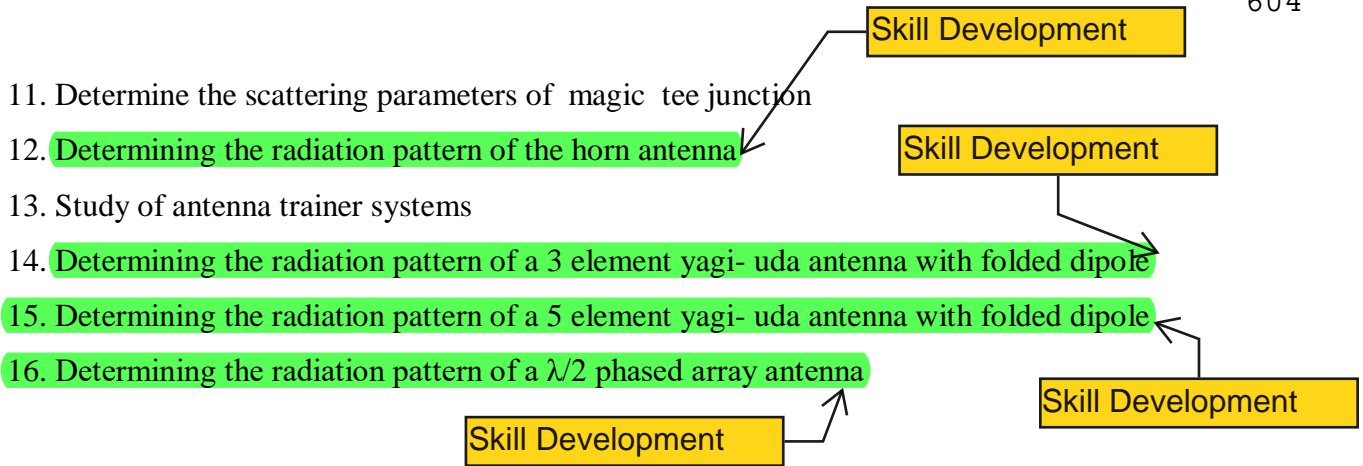 604
Skill Development
11. Determine the scattering parameters of magic tee junction
12. Determining the radiation pattern of the horn antenna
Skill Development
13. Study of antenna trainer systems
14. Determining the radiation pattern of a 3 element yagi- uda antenna with folded dipole
15. Determining the radiation pattern of a 5 element yagi- uda antenna with folded dipole
16. Determining the radiation pattern of a λ/2 phased array antenna
Skill Development
Skill Development